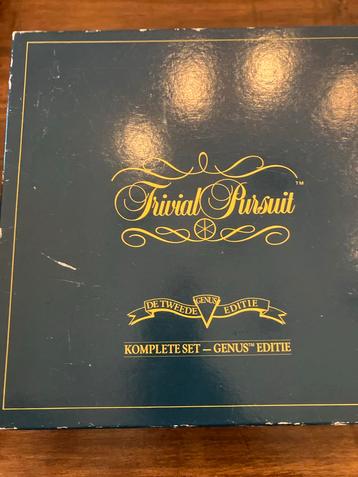 Trivial Pursuit™
DE TWEEDE GENUS EDITIE
KOMPLETE SET – GENUS™ EDITIE